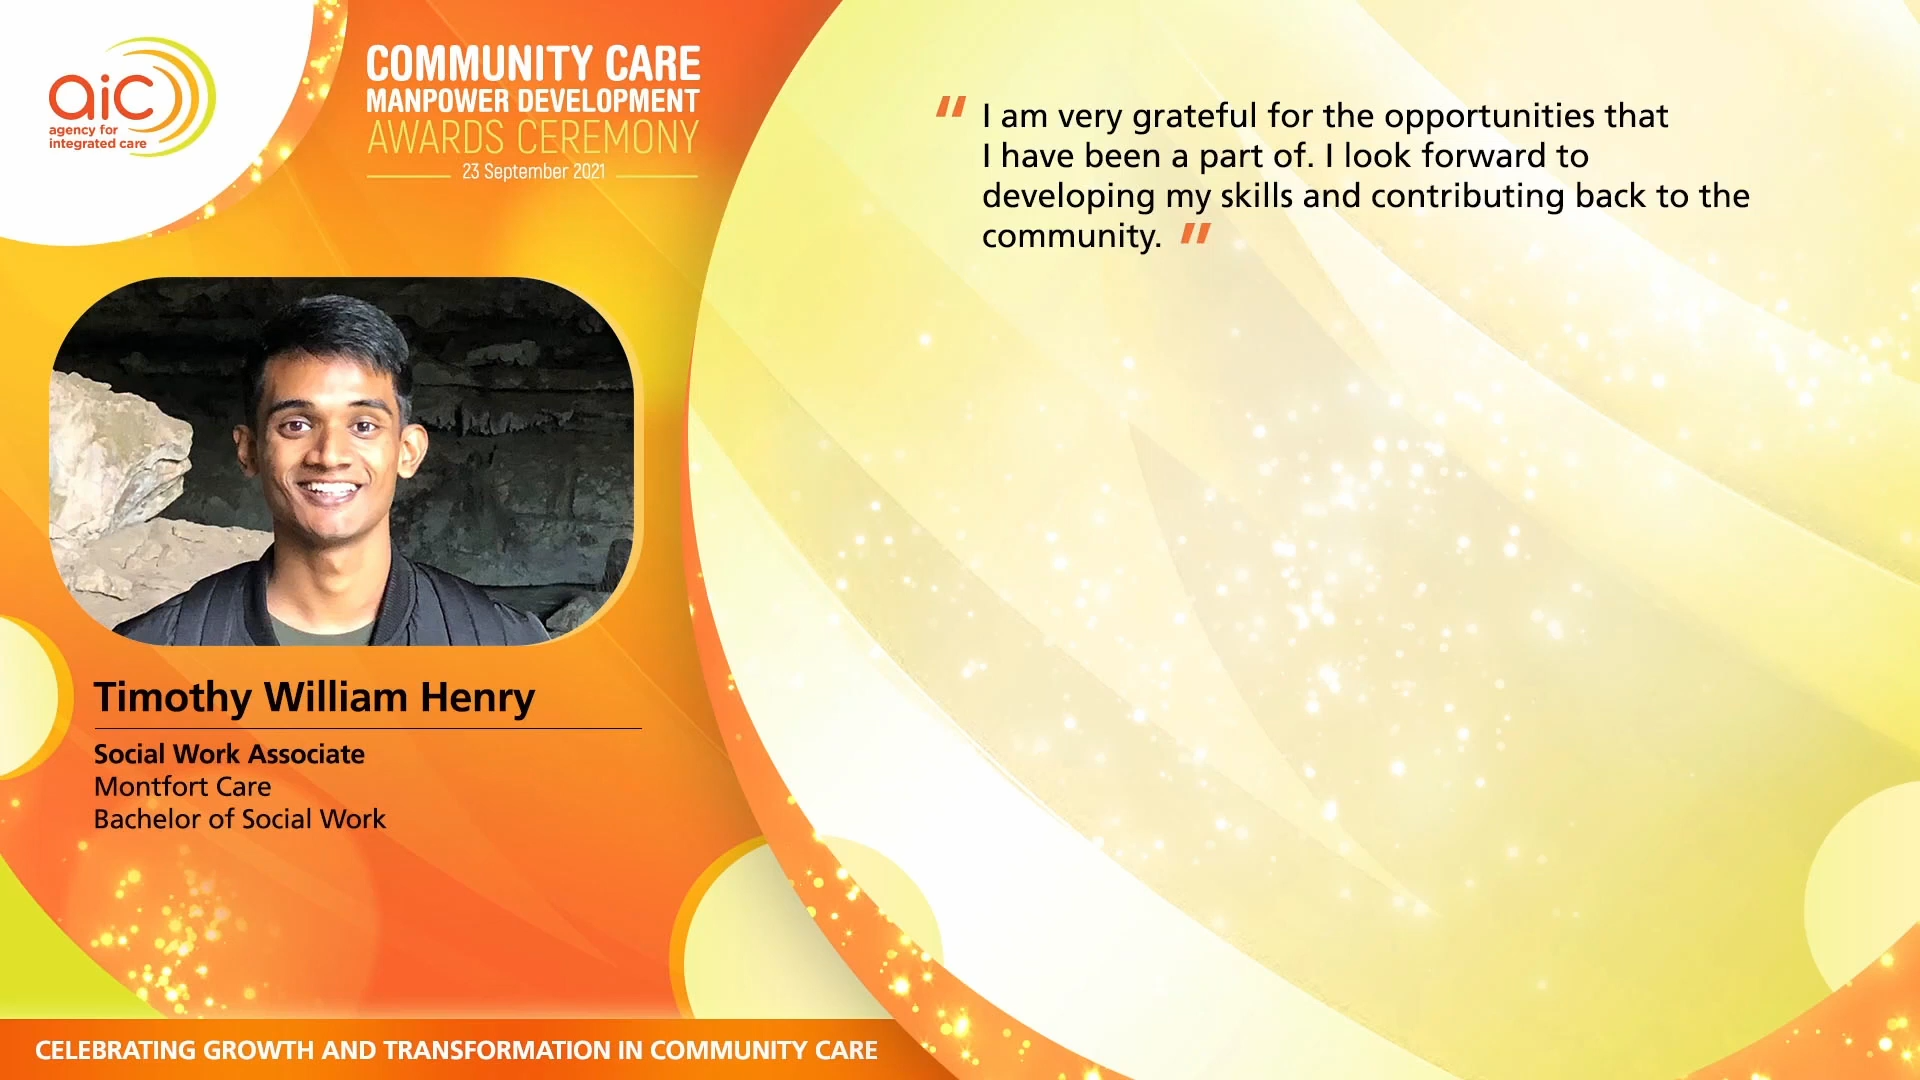 aic
agency for
integrated care
COMMUNITY CARE
MANPOWER DEVELOPMENT
AWARDS CEREMONY
23 September 2021
" I am very grateful for the opportunities that
I have been a part of. I look forward to
developing my skills and contributing back to the
community. "
Timothy William Henry
Social Work Associate
Montfort Care
Bachelor of Social Work
CELEBRATING GROWTH AND TRANSFORMATION IN COMMUNITY CARE